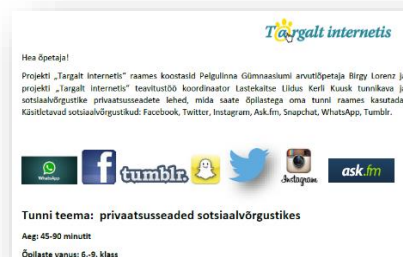 Targalt internetis
Hea õpetaja!
Projekti „Targalt internetis” raames koostasid Pelgulinna Gümnaasiumi arvutiõpetaja Birgy Lorenz ja
projekti „Targalt internetis” teavitustöö koordinaator Lastekaitse Liidus Kerli Kuusk tunnikava ja
sotsiaalvõrgustike privaatsusseadete lehed, mida saate õpilastega oma tunni raames kasutada.
Käsitletavad sotsiaalvõrgustikud: Facebook, Twitter, Instagram, Ask.fm, Snapchat, WhatsApp, Tumblr.
WhatsApp f tumblr. Instagram ask.fm
Tunni teema: privaatsusseaded sotsiaalvõrgustikes
Aeg: 45-90 minutit
Õpilaste vanus: 6.-9. klass